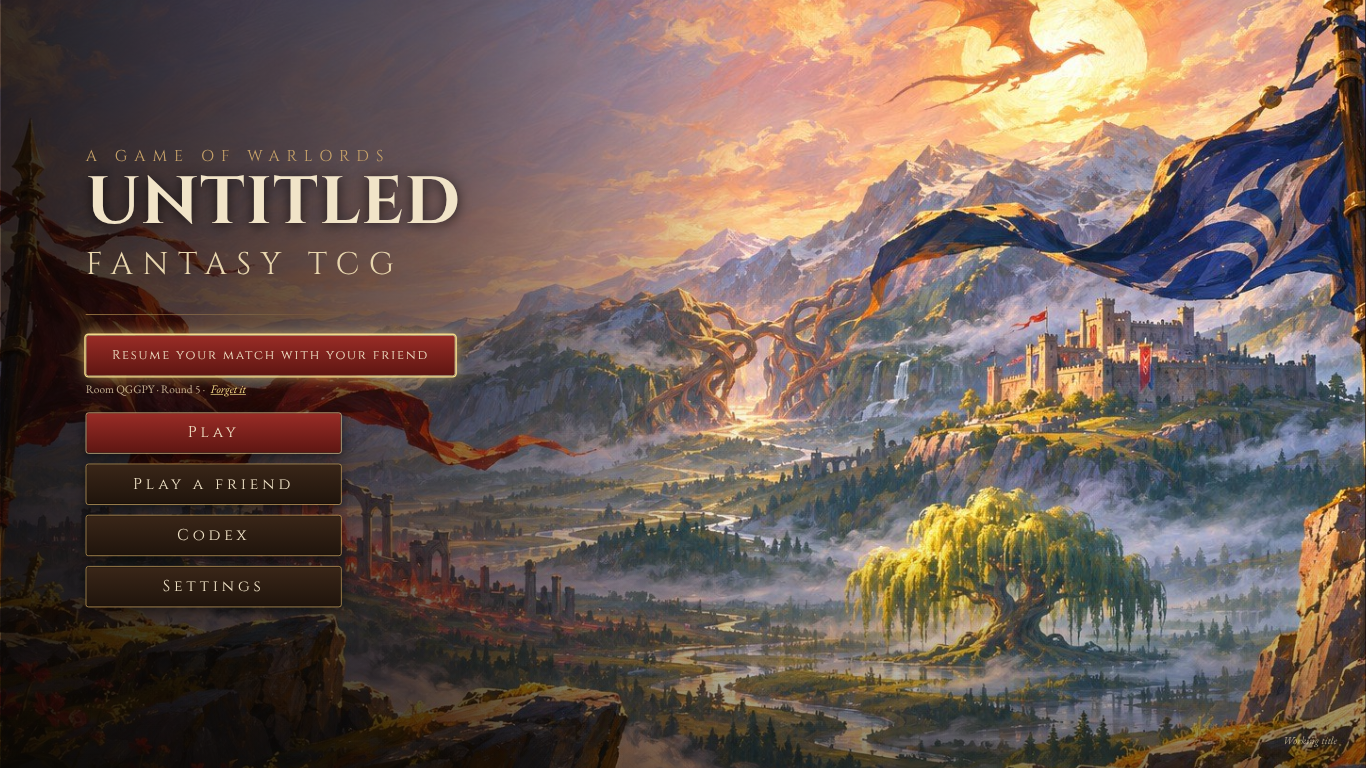 A GAME OF WARLORDS
UNTITLED
FANTASY TCG
RESUME YOUR MATCH WITH YOUR FRIEND
Room QGGPY · Round 5 · Forget it
PLAY
PLAY A FRIEND
CODEX
SETTINGS
Working title